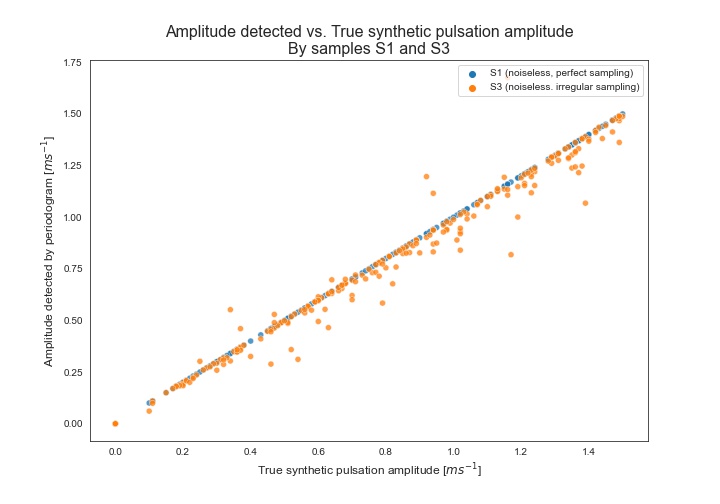 Amplitude detected vs. True synthetic pulsation amplitude
By samples S1 and S3
1.75
1.50
1.25
1.00
0.75
0.50
0.25
0.00
Amplitude detected by periodogram [ms⁻¹]
S1 (noiseless, perfect sampling)
S3 (noiseless. irregular sampling)
0.0 0.2 0.4 0.6 0.8 1.0 1.2 1.4
True synthetic pulsation amplitude [ms⁻¹]